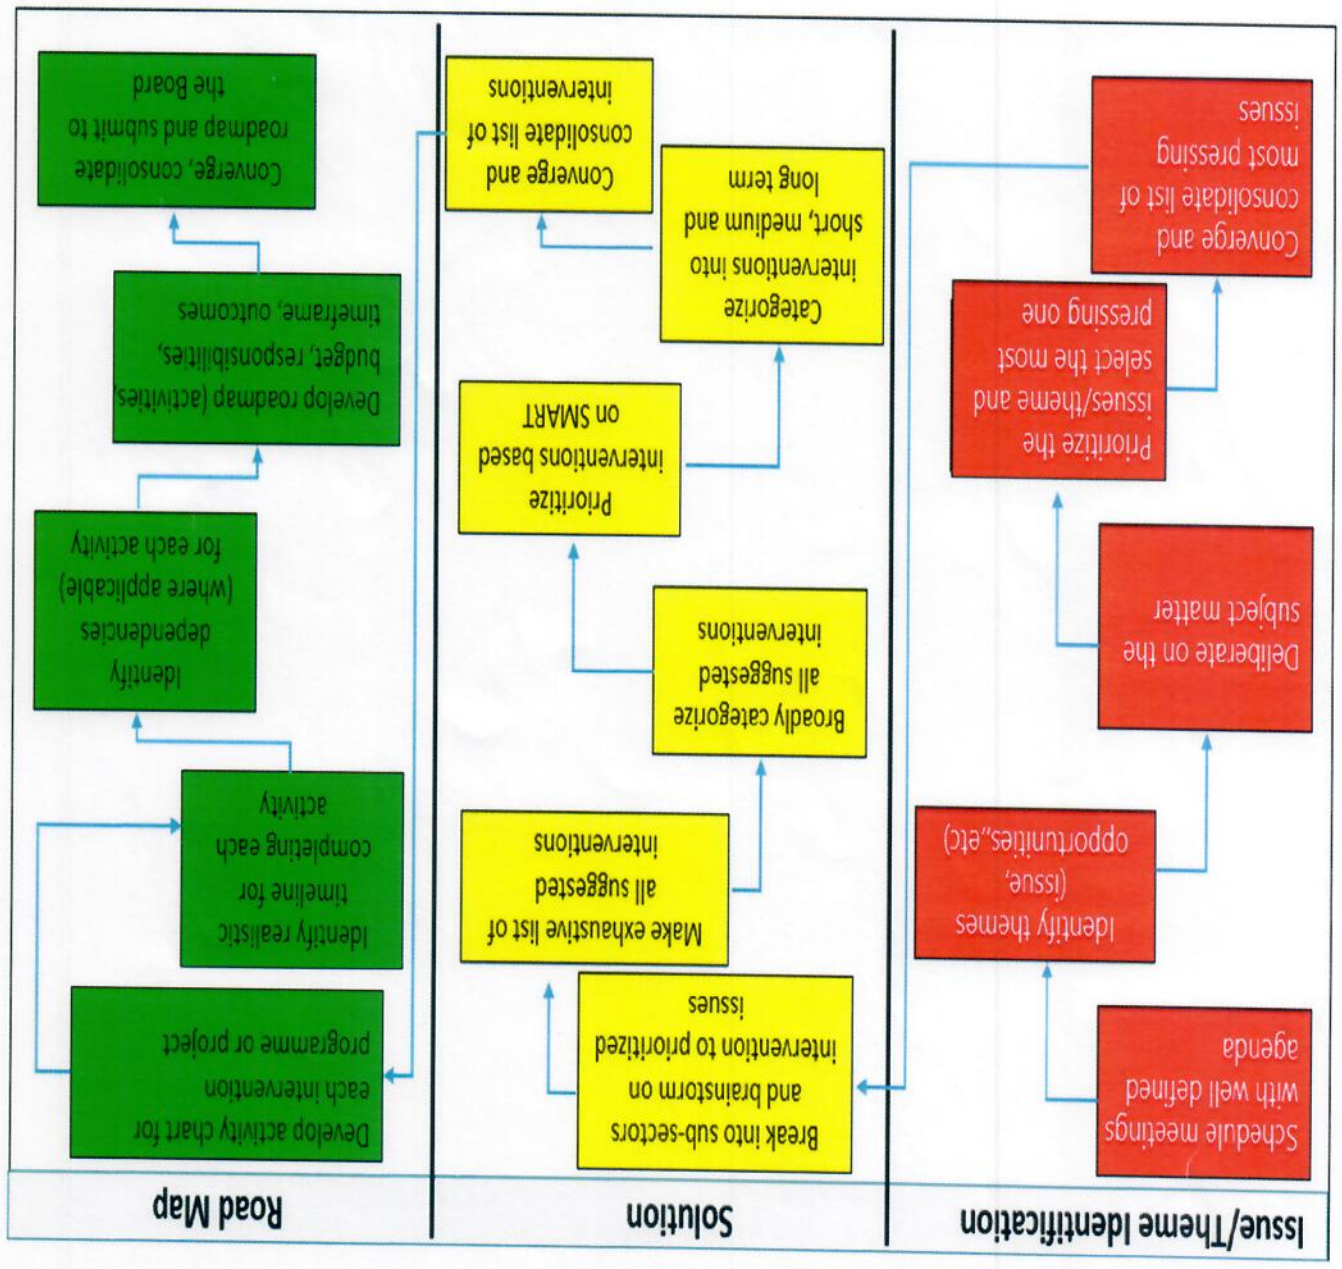 Issue/Theme Identification
Solution
Road Map
Schedule meetings
with well defined
agenda
Identify themes
(issue,
opportunities,,etc)
Deliberate on the
subject matter
Prioritize the
issues/theme and
select the most
pressing one
Converge and
consolidate list of
most pressing
issues
Break into sub-sectors
and brainstorm on
intervention to prioritized
issues
Make exhaustive list of
all suggested
interventions
Broadly categorize
all suggested
interventions
Prioritize
interventions based
on SMART
Categorize
interventions into
short, medium and
long term
Converge and
consolidate list of
interventions
Develop activity chart for
each intervention
programme or project
Identify realistic
timeline for
completing each
activity
Identify
dependencies
(where applicable)
for each activity
Develop roadmap (activities,
budget, responsibilities,
timeframe, outcomes
Converge, consolidate
roadmap and submit to
the Board